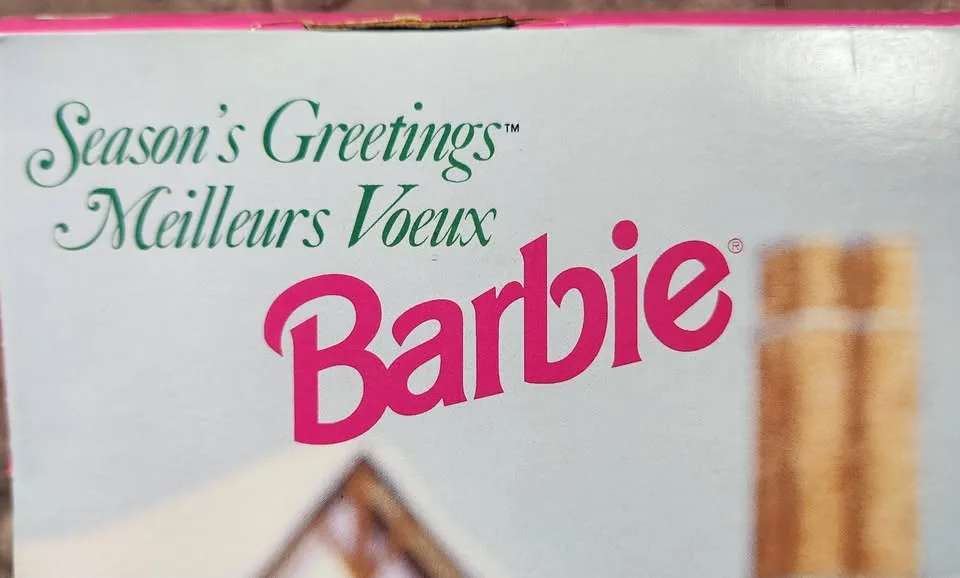 Season's Greetings™
Meilleurs Voeux
Barbie®